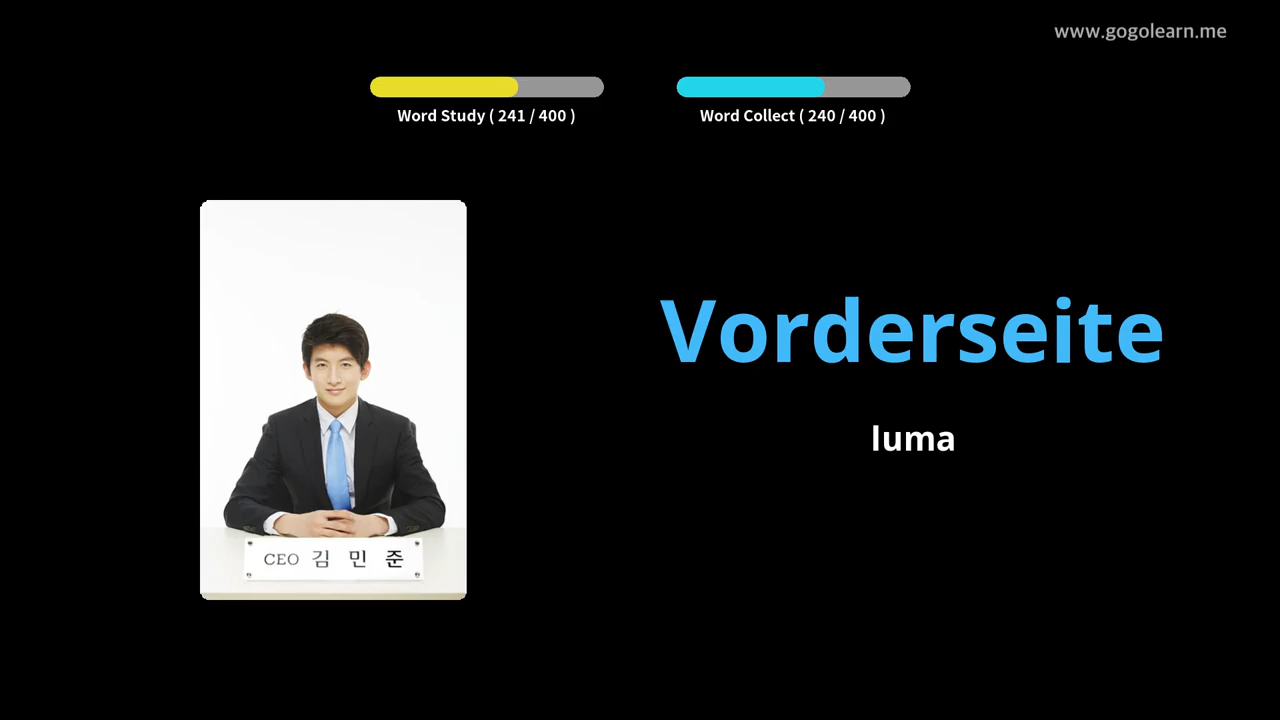 www.gogolearn.me
Word Study ( 241 / 400 )
Word Collect ( 240 / 400 )
Vorderseite
luma
CEO 김 민 준